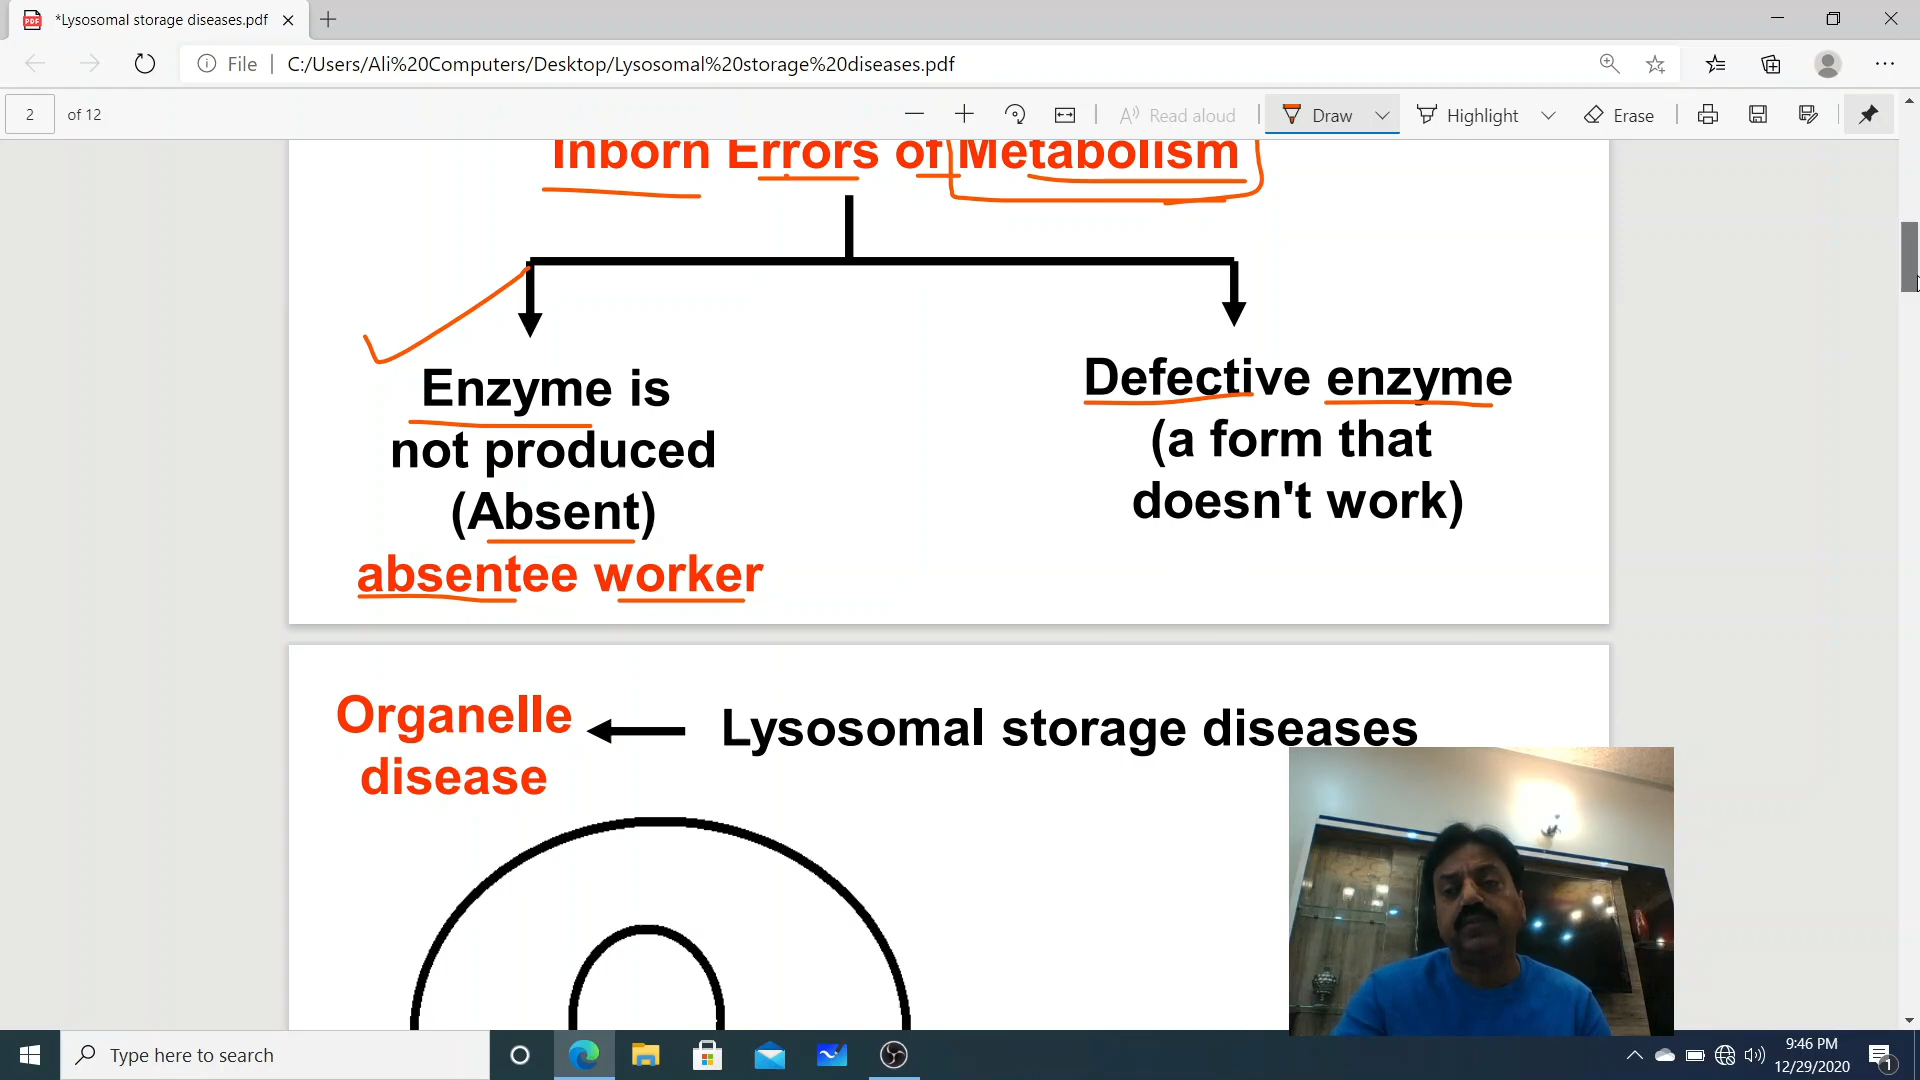 *Lysosomal storage diseases.pdf
File
C:/Users/Ali%20Computers/Desktop/Lysosomal%20storage%20diseases.pdf
2 of 12
Read aloud
Draw
Highlight
Erase
Inborn Errors of Metabolism
Enzyme is
not produced
(Absent)
absentee worker
Defective enzyme
(a form that
doesn't work)
Organelle
disease
Lysosomal storage diseases
Type here to search
9:46 PM
12/29/2020
1